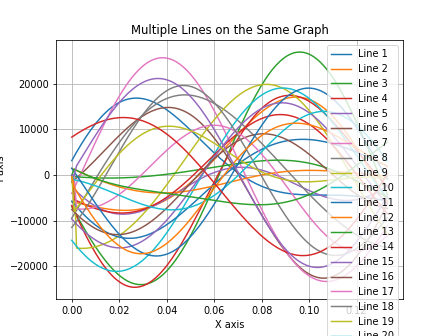 Multiple Lines on the Same Graph
20000
10000
0
−10000
−20000
0.00
0.02
0.04
0.06
0.08
0.10
X axis
Line 1
Line 2
Line 3
Line 4
Line 5
Line 6
Line 7
Line 8
Line 9
Line 10
Line 11
Line 12
Line 13
Line 14
Line 15
Line 16
Line 17
Line 18
Line 19
Line 20